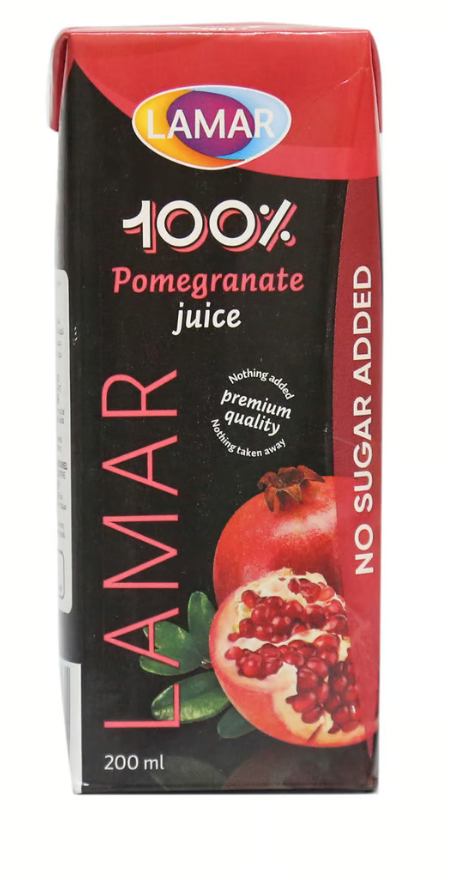 LAMAR
100%
Pomegranate
juice
Nothing added
premium
quality
Nothing taken away
LAMAR
NO SUGAR ADDED
200 ml